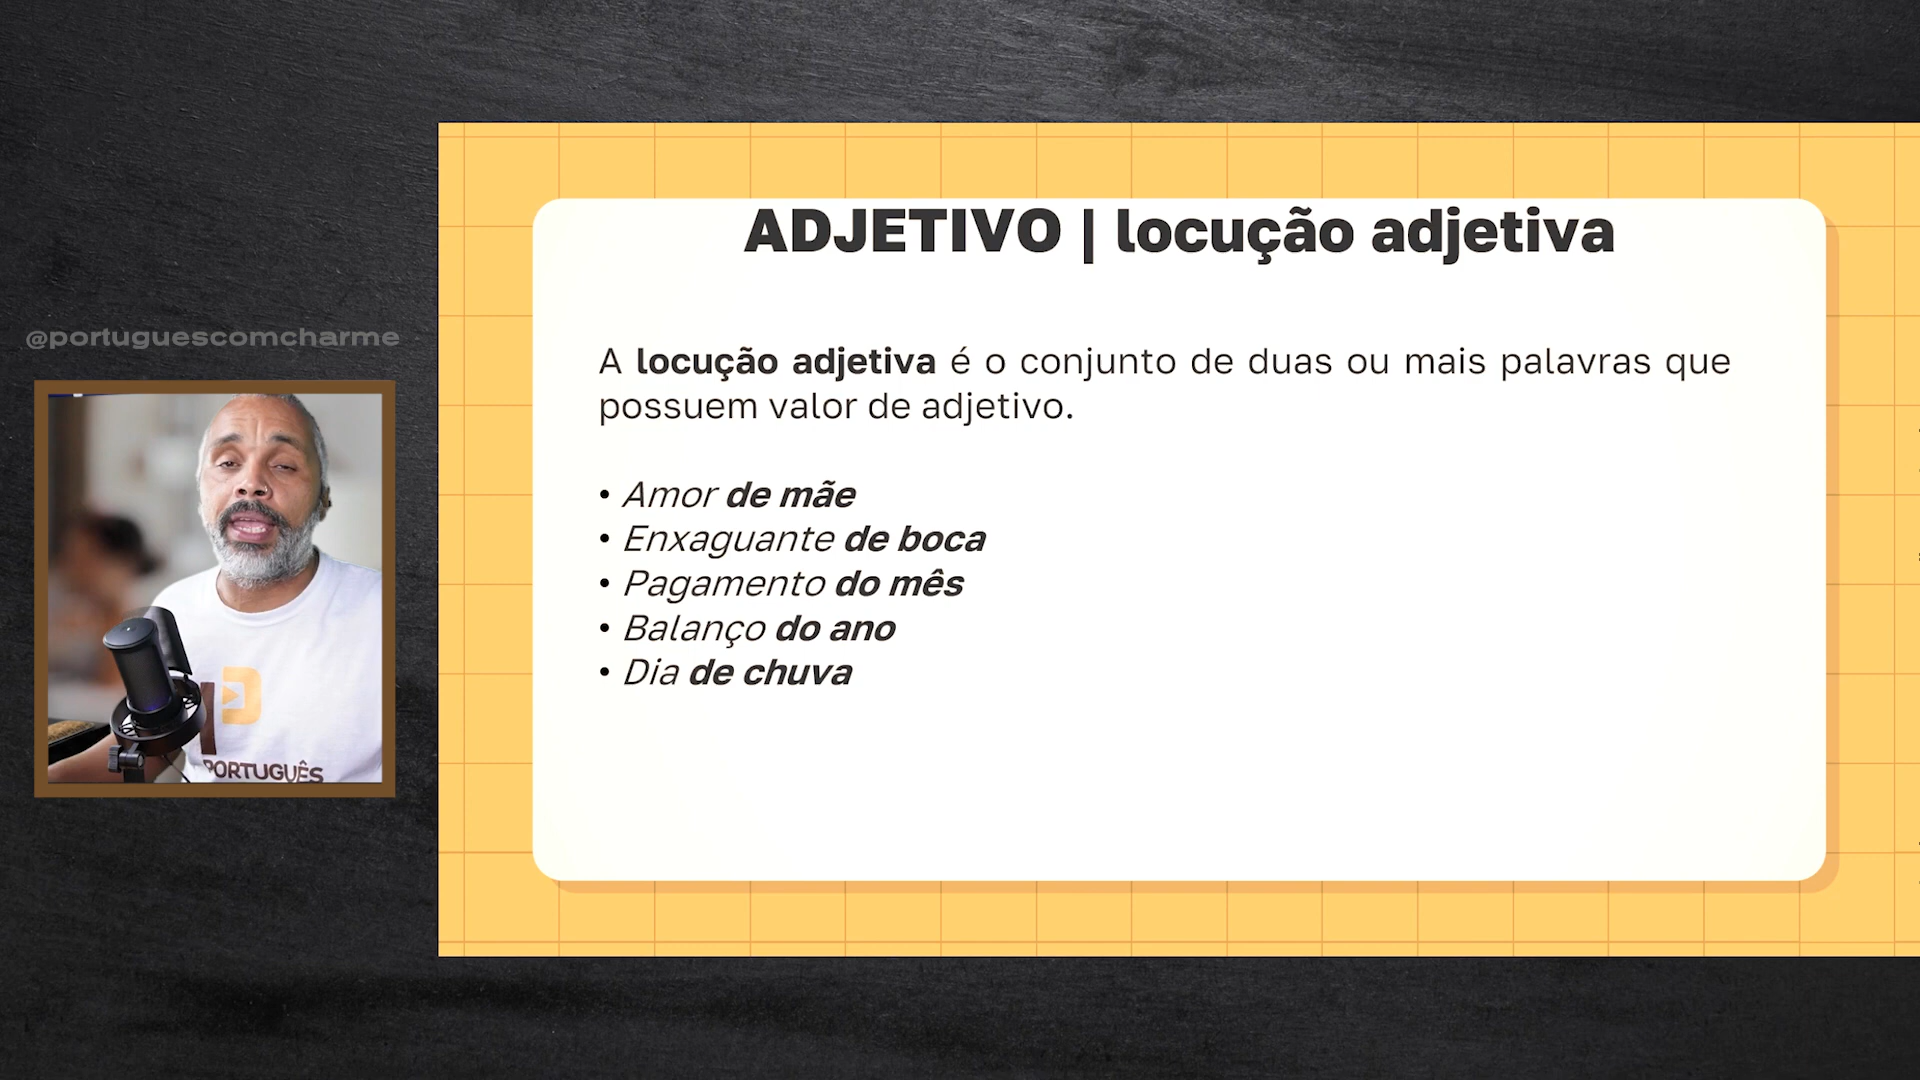 ADJETIVO | locução adjetiva
@portuguescomcharme
A locução adjetiva é o conjunto de duas ou mais palavras que
possuem valor de adjetivo.
• Amor de mãe
• Enxaguante de boca
• Pagamento do mês
• Balanço do ano
• Dia de chuva
PORTUGUÊS